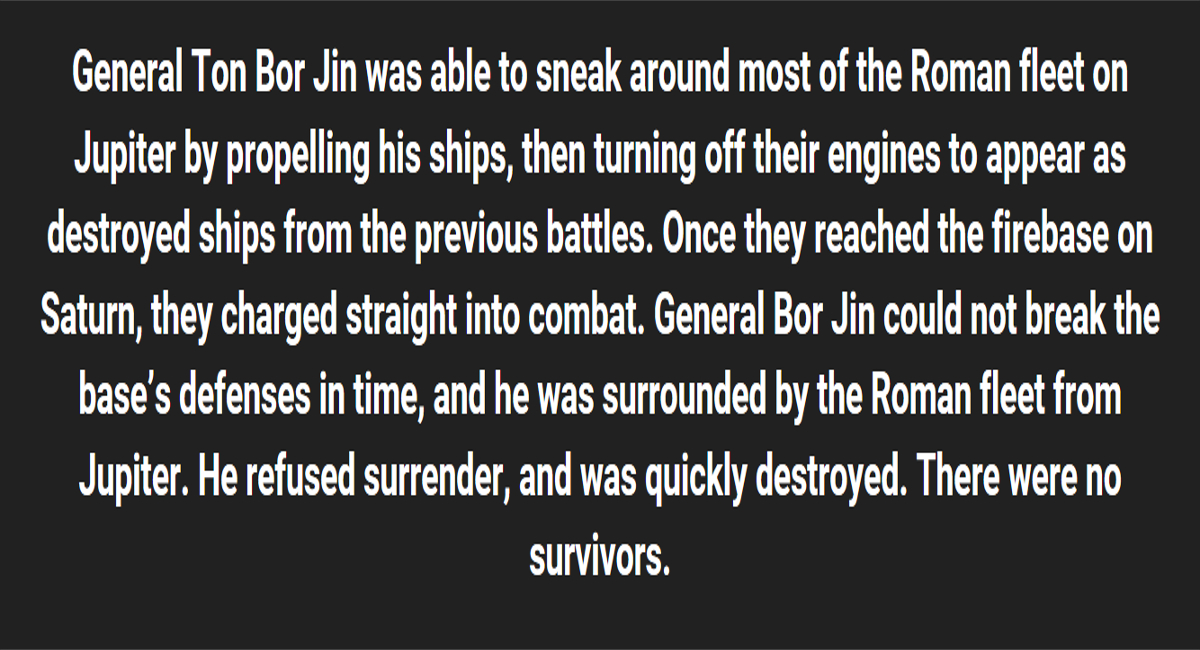 General Ton Bor Jin was able to sneak around most of the Roman fleet on
Jupiter by propelling his ships, then turning off their engines to appear as
destroyed ships from the previous battles. Once they reached the firebase on
Saturn, they charged straight into combat. General Bor Jin could not break the
base’s defenses in time, and he was surrounded by the Roman fleet from
Jupiter. He refused surrender, and was quickly destroyed. There were no
survivors.